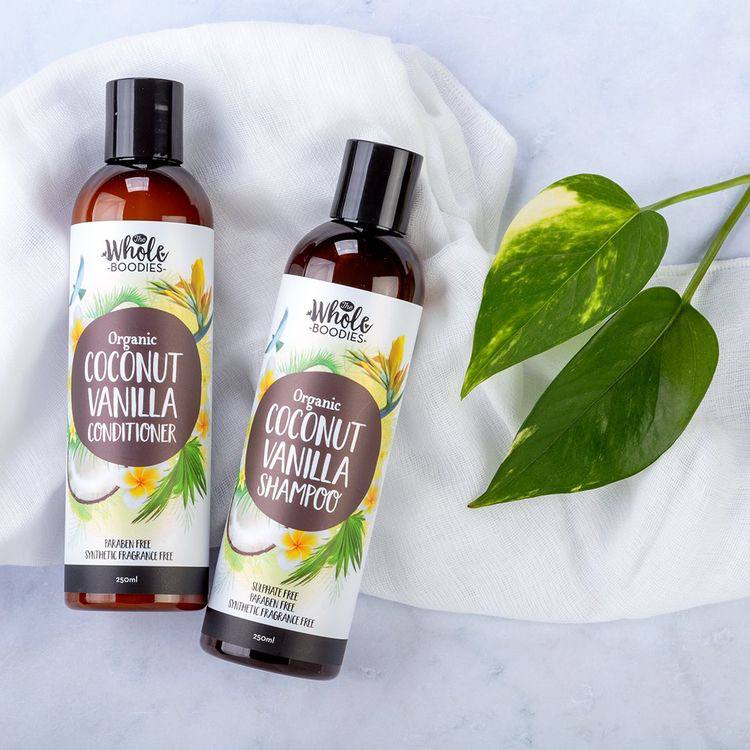 The
Whole
-BOODIES-
Organic
COCONUT
VANILLA
CONDITIONER
PARABEN FREE
SYNTHETIC FRAGRANCE FREE
250ml
The
Whole
-BOODIES-
Organic
COCONUT
VANILLA
SHAMPOO
SULPHATE FREE
PARABEN FREE
SYNTHETIC FRAGRANCE FREE
250ml